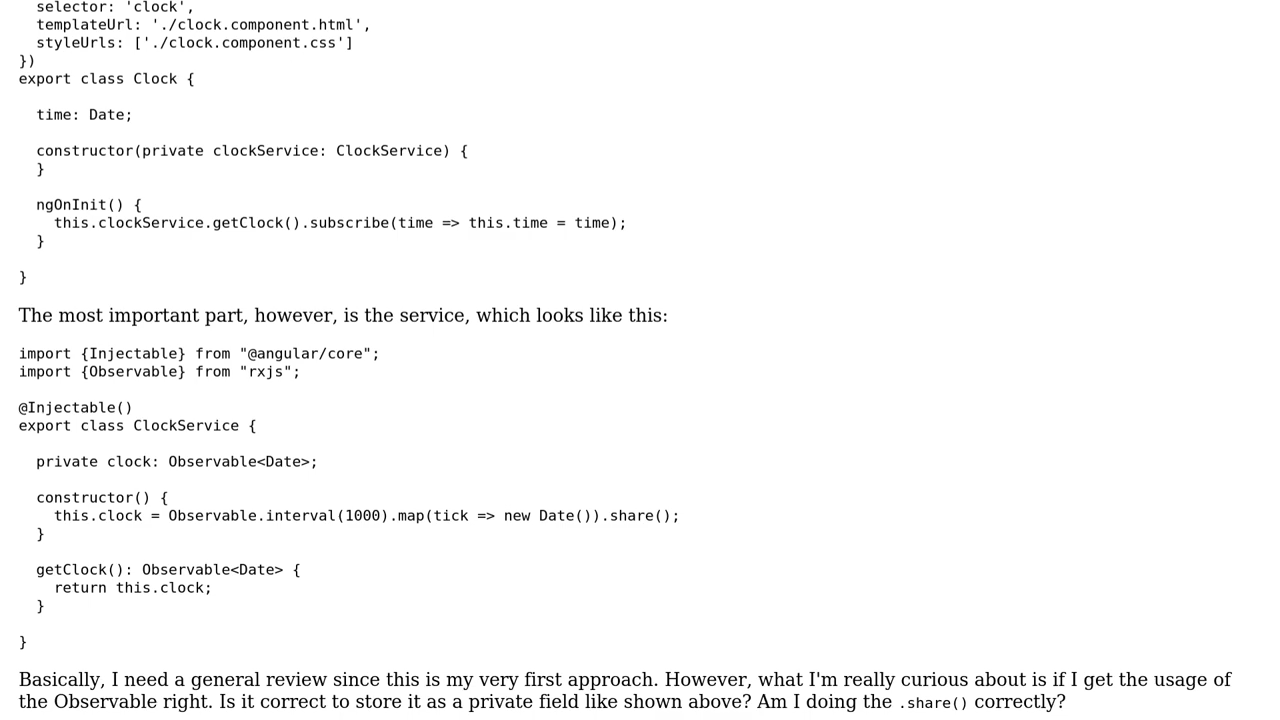 selector: 'clock',
  templateUrl: './clock.component.html',
  styleUrls: ['./clock.component.css']
})
export class Clock {

  time: Date;

  constructor(private clockService: ClockService) {
  }

  ngOnInit() {
    this.clockService.getClock().subscribe(time => this.time = time);
  }

}
The most important part, however, is the service, which looks like this:
import {Injectable} from "@angular/core";
import {Observable} from "rxjs";

@Injectable()
export class ClockService {

  private clock: Observable<Date>;

  constructor() {
    this.clock = Observable.interval(1000).map(tick => new Date()).share();
  }

  getClock(): Observable<Date> {
    return this.clock;
  }

}
Basically, I need a general review since this is my very first approach. However, what I'm really curious about is if I get the usage of
the Observable right. Is it correct to store it as a private field like shown above? Am I doing the .share() correctly?